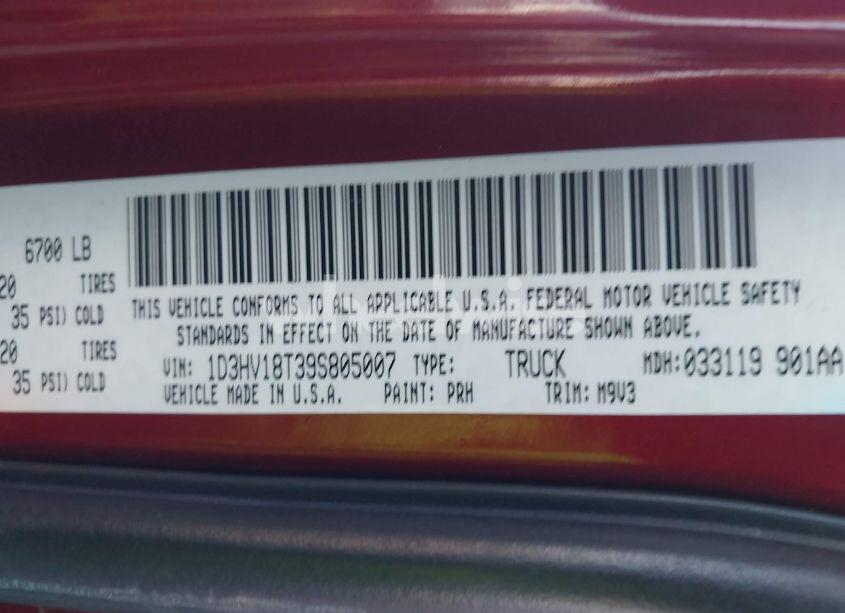 6700 LB
20 TIRES
35 PSI) COLD
20 TIRES
35 PSI) COLD
THIS VEHICLE CONFORMS TO ALL APPLICABLE U.S.A. FEDERAL MOTOR VEHICLE SAFETY
STANDARDS IN EFFECT ON THE DATE OF MANUFACTURE SHOWN ABOVE.
VIN: 1D3HV18T39S805007 TYPE: TRUCK MDH:033119 901AA
VEHICLE MADE IN U.S.A. PAINT: PRH TRIM: M9V3